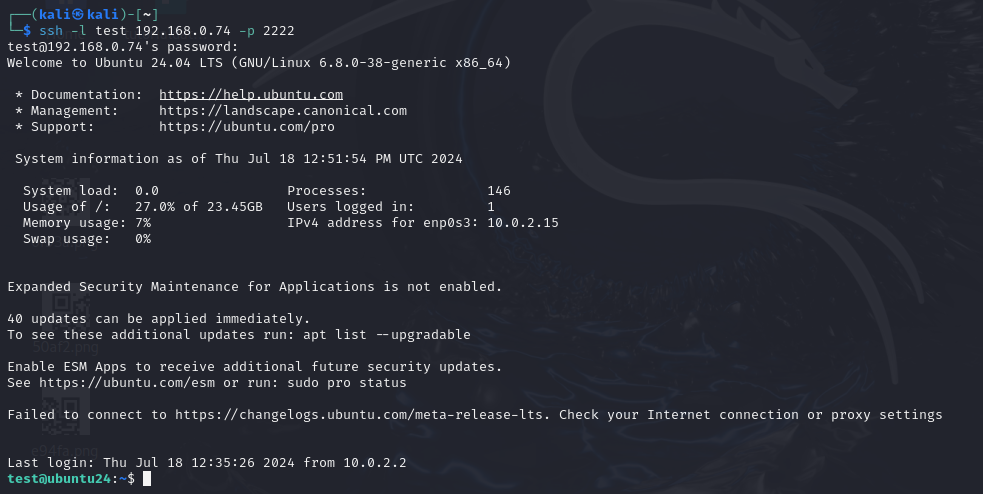 ┌──(kali㉿kali)-[~]
└─$ ssh -l test 192.168.0.74 -p 2222
test@192.168.0.74's password:
Welcome to Ubuntu 24.04 LTS (GNU/Linux 6.8.0-38-generic x86_64)
* Documentation:  https://help.ubuntu.com
* Management:     https://landscape.canonical.com
* Support:        https://ubuntu.com/pro
System information as of Thu Jul 18 12:51:54 PM UTC 2024
System load:  0.0                Processes:               146
Usage of /:   27.0% of 23.45GB   Users logged in:         1
Memory usage: 7%                 IPv4 address for enp0s3: 10.0.2.15
Swap usage:   0%
Expanded Security Maintenance for Applications is not enabled.
40 updates can be applied immediately.
To see these additional updates run: apt list --upgradable
50af2.png
Enable ESM Apps to receive additional future security updates.
See https://ubuntu.com/esm or run: sudo pro status
Failed to connect to https://changelogs.ubuntu.com/meta-release-lts. Check your Internet connection or proxy settings
e94fa.png
Last login: Thu Jul 18 12:35:26 2024 from 10.0.2.2
test@ubuntu24:~$